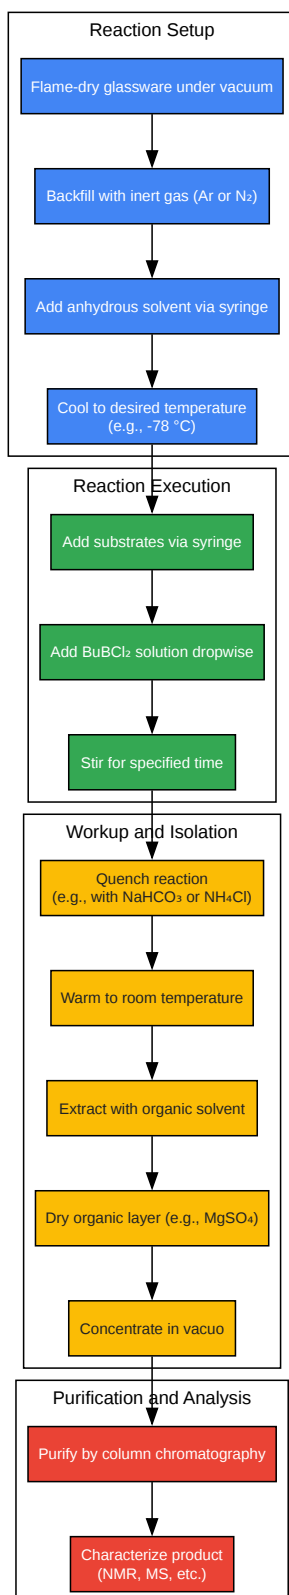 Reaction Setup
Flame-dry glassware under vacuum
Backfill with inert gas (Ar or N₂)
Add anhydrous solvent via syringe
Cool to desired temperature
(e.g., -78 °C)
Reaction Execution
Add substrates via syringe
Add BuBCl₂ solution dropwise
Stir for specified time
Workup and Isolation
Quench reaction
(e.g., with NaHCO₃ or NH₄Cl)
Warm to room temperature
Extract with organic solvent
Dry organic layer (e.g., MgSO₄)
Concentrate in vacuo
Purification and Analysis
Purify by column chromatography
Characterize product
(NMR, MS, etc.)